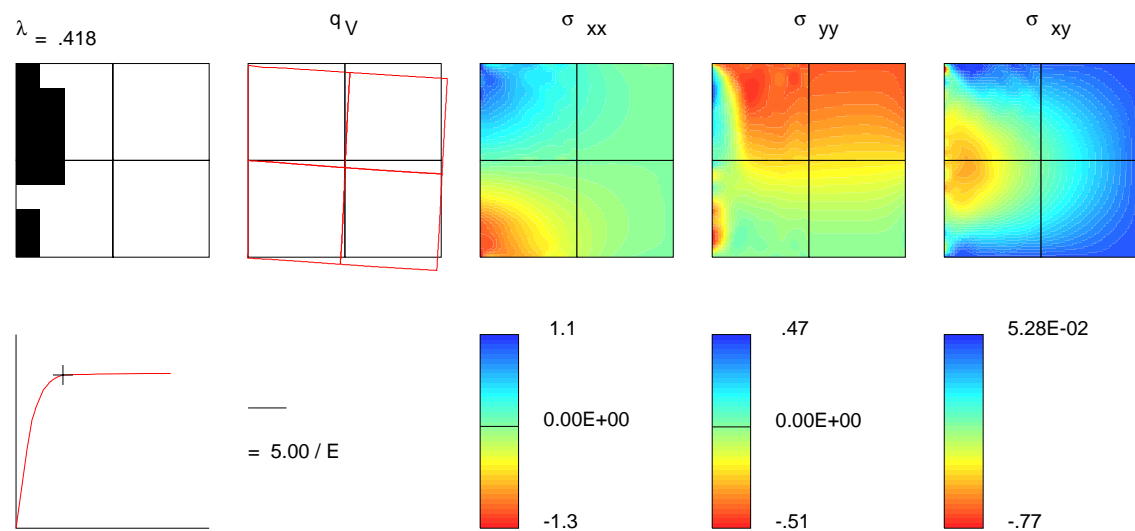 λ = .418
q V
σ xx
σ yy
σ xy
1.1
.47
5.28E-02
0.00E+00
0.00E+00
= 5.00 / E
-1.3
-.51
-.77